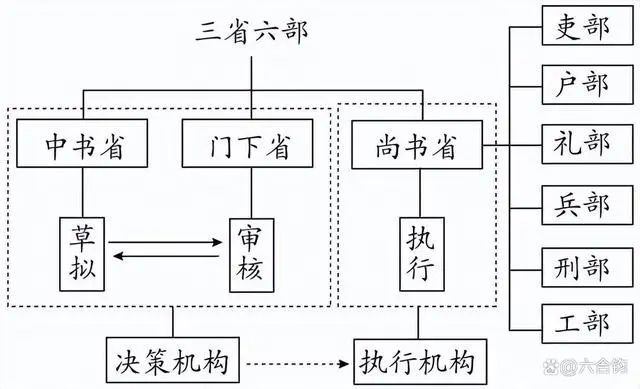 三省六部
中书省
门下省
尚书省
草拟
审核
执行
决策机构
执行机构
吏部
户部
礼部
兵部
刑部
工部
@六合钧